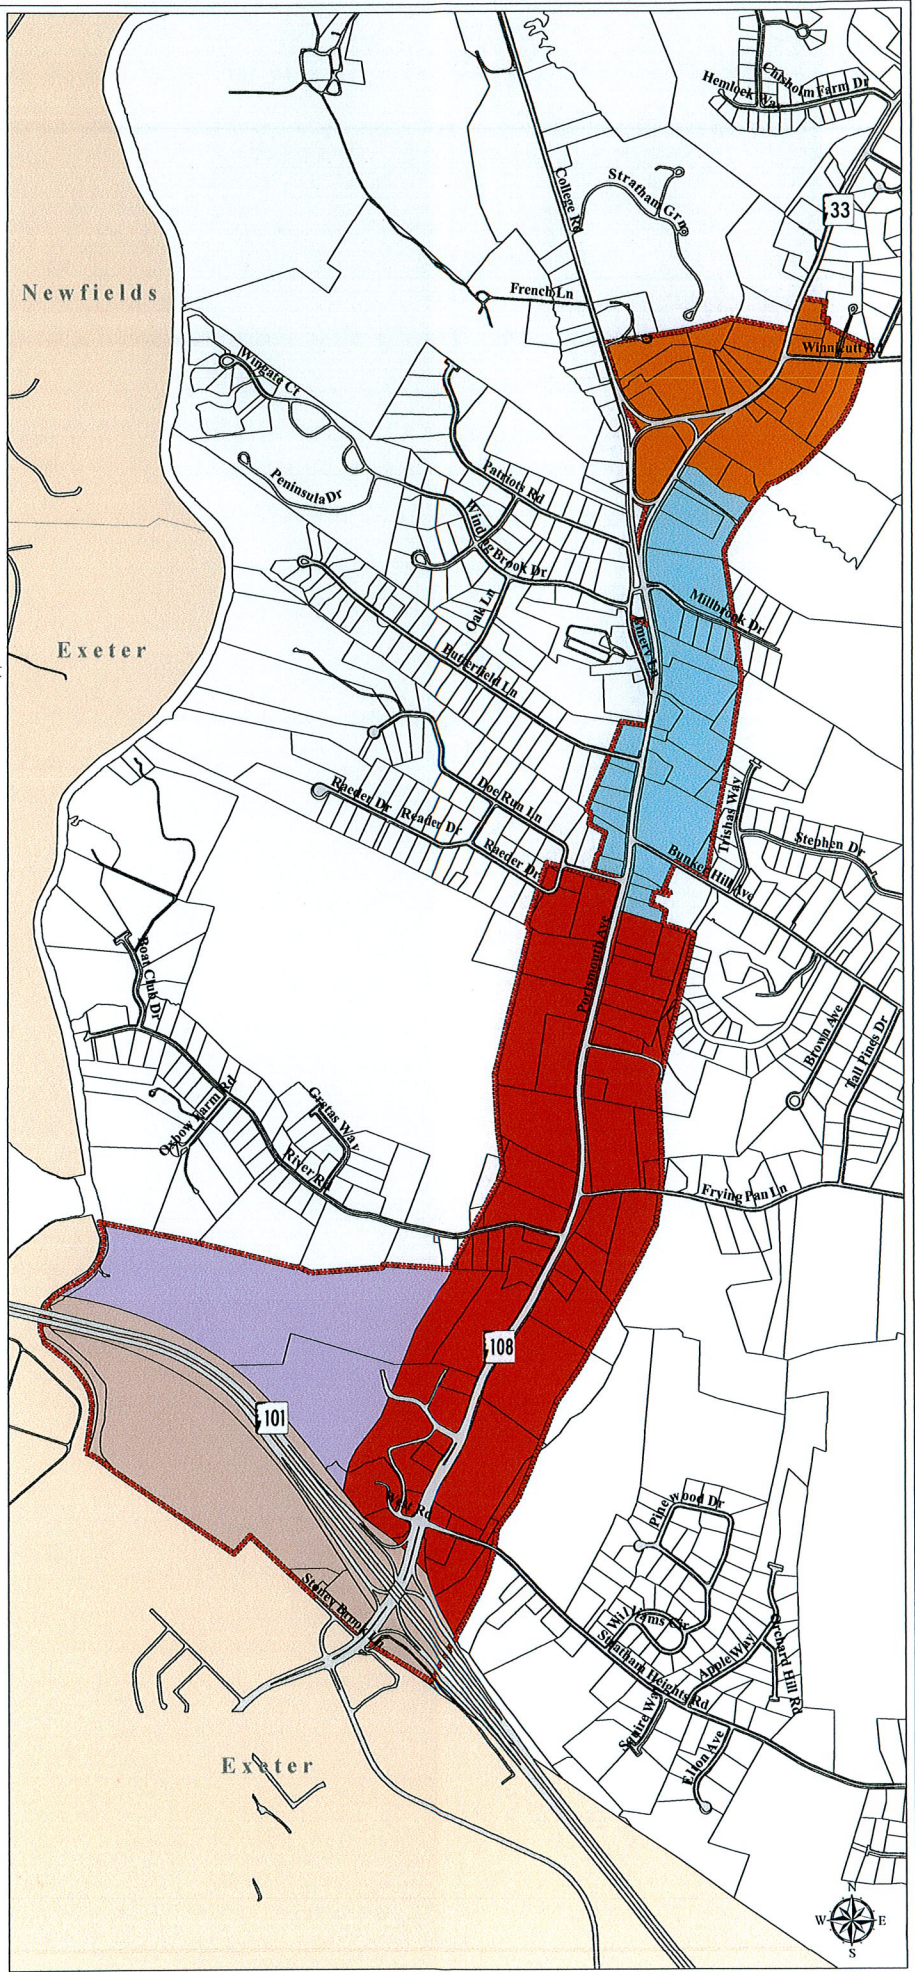 Hemlock Way
Chisholm Farm Dr
College Rd
Stratham Grn
33
Newfields
French Ln
Winnicutt Rd
Wingate Ct
Peninsula Dr
Patriots Rd
Winding Brook Dr
Oak Ln
Millbrook Dr
Emery Ln
Exeter
Butterfield Ln
Doe Run Ln
Raeder Dr
Reader Dr
Raeder Dr
Trishas Way
Stephen Dr
Bunker Hill Ave
Portsmouth Ave
Boat Club Dr
Brown Ave
Tall Pines Dr
Oxbow Farm Rd
Gretas Way
River Rd
Frying Pan Ln
108
101
West Rd
Pinewood Dr
Stoney Brook Ln
Williams Cir
Stratham Heights Rd
Apple Way
Orchard Hill Rd
Squire Way
Elton Ave
Exeter
N
W E
S